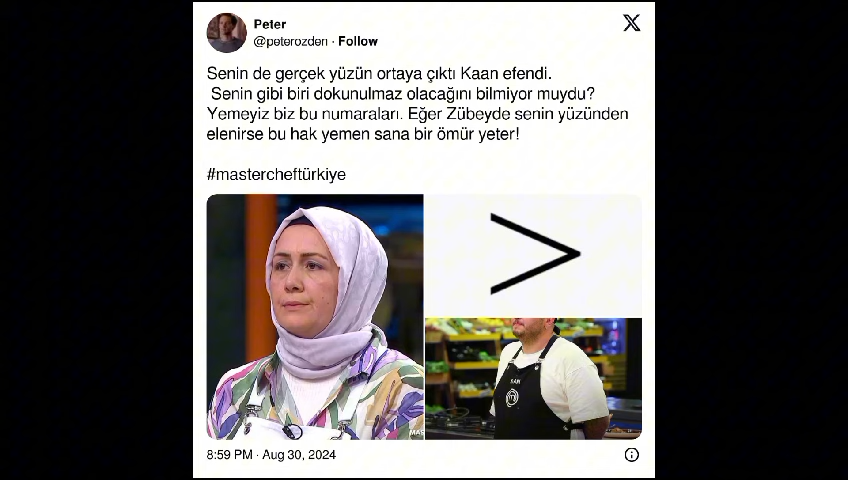 Peter
@peterozden · Follow
Senin de gerçek yüzün ortaya çıktı Kaan efendi.
Senin gibi biri dokunulmaz olacağını bilmiyor muydu?
Yemeyiz biz bu numaraları. Eğer Zübeyde senin yüzünden
elenirse bu hak yemen sana bir ömür yeter!
#mastercheftürkiye
>
8:59 PM · Aug 30, 2024